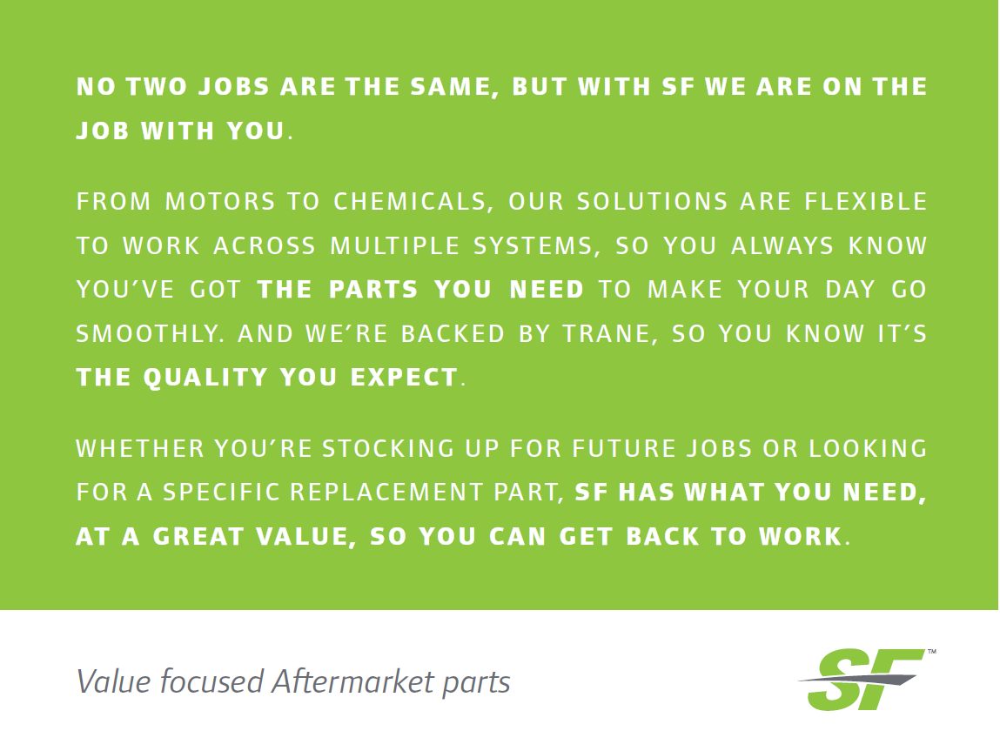 NO TWO JOBS ARE THE SAME, BUT WITH SF WE ARE ON THE
JOB WITH YOU.
FROM MOTORS TO CHEMICALS, OUR SOLUTIONS ARE FLEXIBLE
TO WORK ACROSS MULTIPLE SYSTEMS, SO YOU ALWAYS KNOW
YOU’VE GOT THE PARTS YOU NEED TO MAKE YOUR DAY GO
SMOOTHLY. AND WE’RE BACKED BY TRANE, SO YOU KNOW IT’S
THE QUALITY YOU EXPECT.
WHETHER YOU’RE STOCKING UP FOR FUTURE JOBS OR LOOKING
FOR A SPECIFIC REPLACEMENT PART, SF HAS WHAT YOU NEED,
AT A GREAT VALUE, SO YOU CAN GET BACK TO WORK.
Value focused Aftermarket parts
SF™